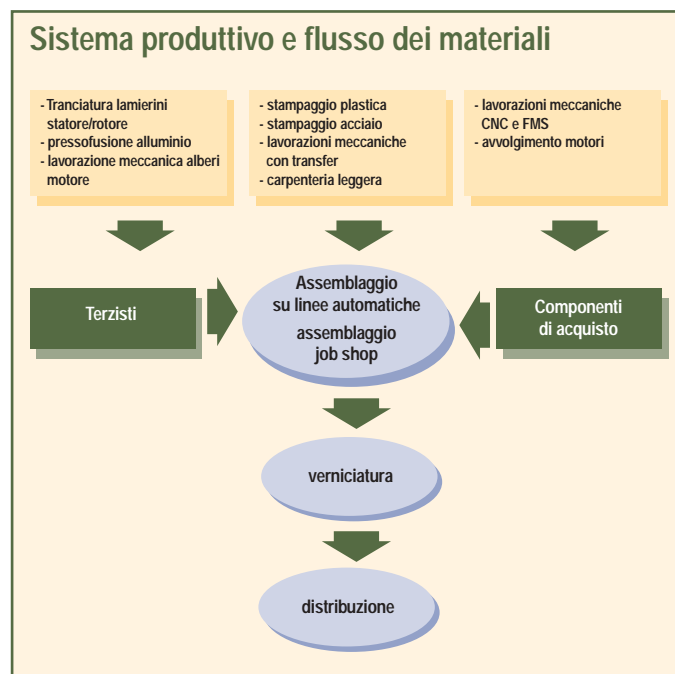 Sistema produttivo e flusso dei materiali
- Tranciatura lamierini
statore/rotore
- pressofusione alluminio
- lavorazione meccanica alberi
motore
- stampaggio plastica
- stampaggio acciaio
- lavorazioni meccaniche
con transfer
- carpenteria leggera
- lavorazioni meccaniche
CNC e FMS
- avvolgimento motori
Terzisti
Assemblaggio
su linee automatiche
assemblaggio
job shop
Componenti
di acquisto
verniciatura
distribuzione